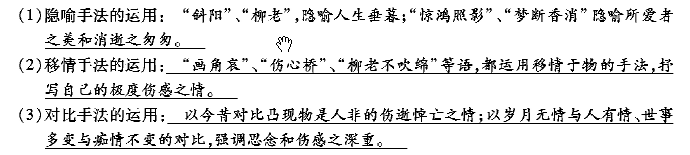 (1)隐喻手法的运用：“斜阳”、“柳老”，隐喻人生垂暮；“惊鸿照影”、“梦断香消”隐喻所爱者
之美和消逝之匆匆。
(2)移情手法的运用：“画角哀”、“伤心桥”、“柳老不吹绵”等语，都运用移情于物的手法，抒
写自己的极度伤感之情。
(3)对比手法的运用：以今昔对比凸现物是人非的伤逝悼亡之情；以岁月无情与人有情、世事
多变与痴情不变的对比，强调思念和伤感之深重。